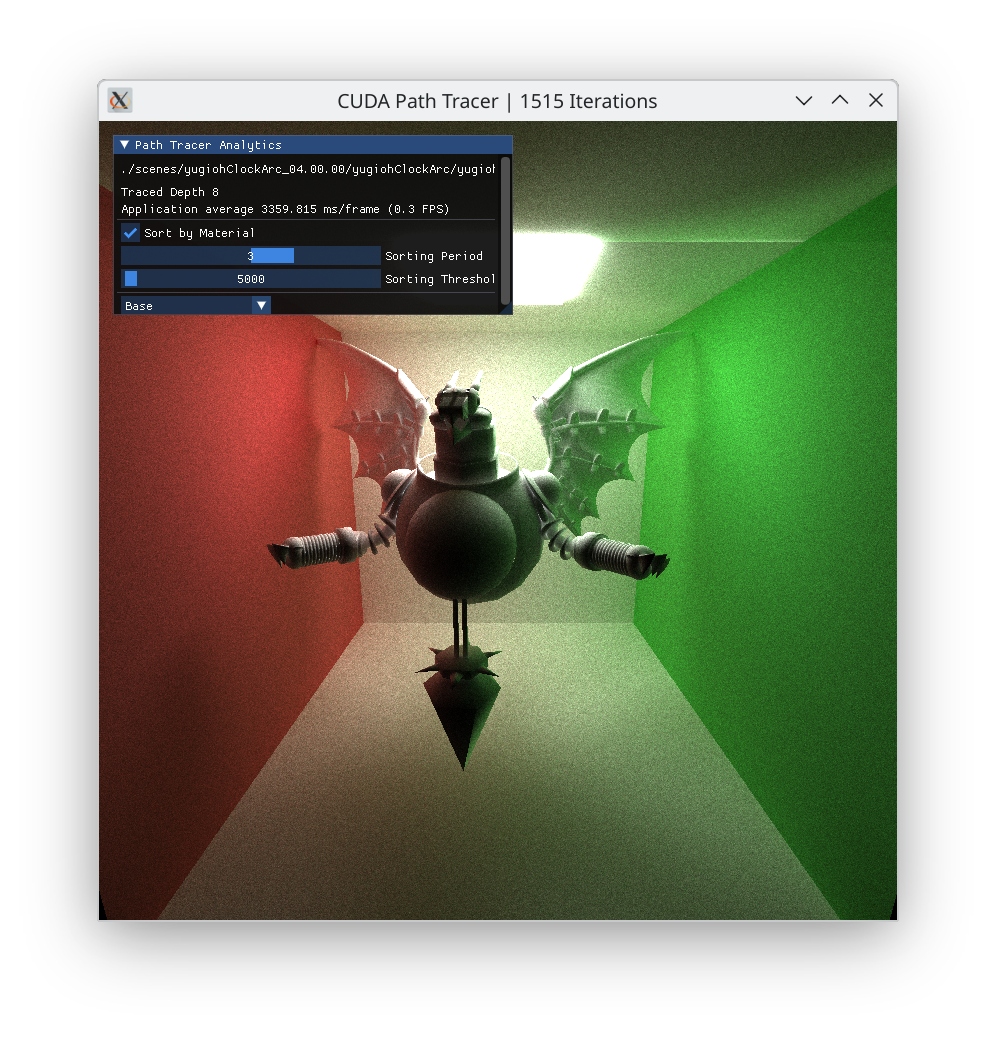 CUDA Path Tracer | 1515 Iterations
Path Tracer Analytics
./scenes/yugiohClockArc_04.00.00/yugiohClockArc/yugioh
Traced Depth 8
Application average 3359.815 ms/frame (0.3 FPS)
Sort by Material
3 Sorting Period
5000 Sorting Threshol
Base